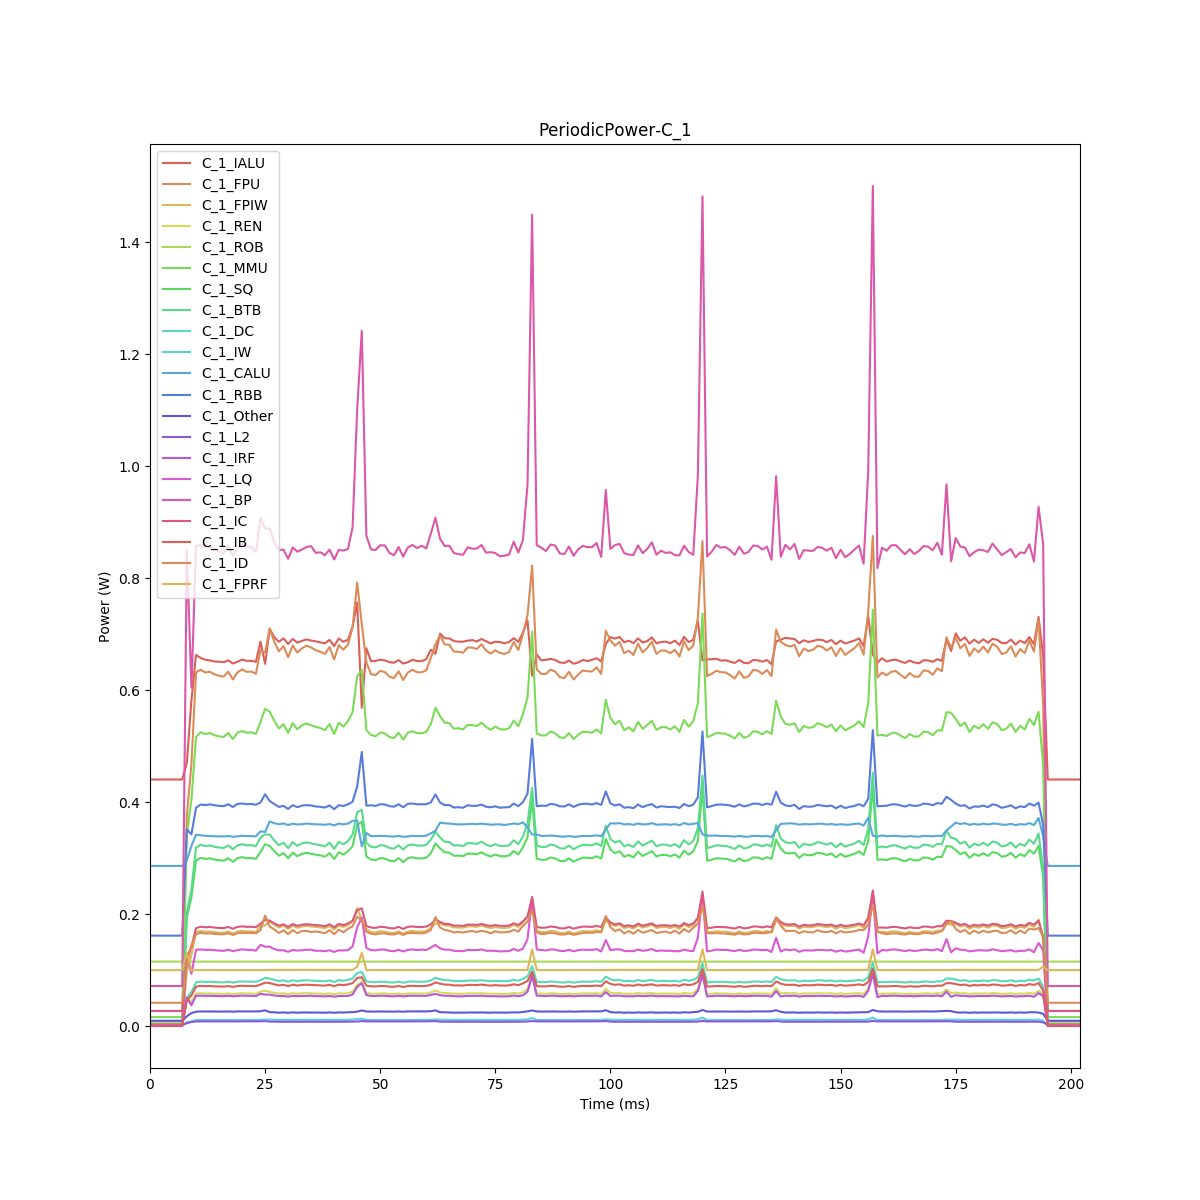 PeriodicPower-C_1
C_1_IALU
C_1_FPU
C_1_FPIW
C_1_REN
C_1_ROB
C_1_MMU
C_1_SQ
C_1_BTB
C_1_DC
C_1_IW
C_1_CALU
C_1_RBB
C_1_Other
C_1_L2
C_1_IRF
C_1_LQ
C_1_BP
C_1_IC
C_1_IB
C_1_ID
C_1_FPRF
Power (W)
1.4
1.2
1.0
0.8
0.6
0.4
0.2
0.0
0 25 50 75 100 125 150 175 200
Time (ms)